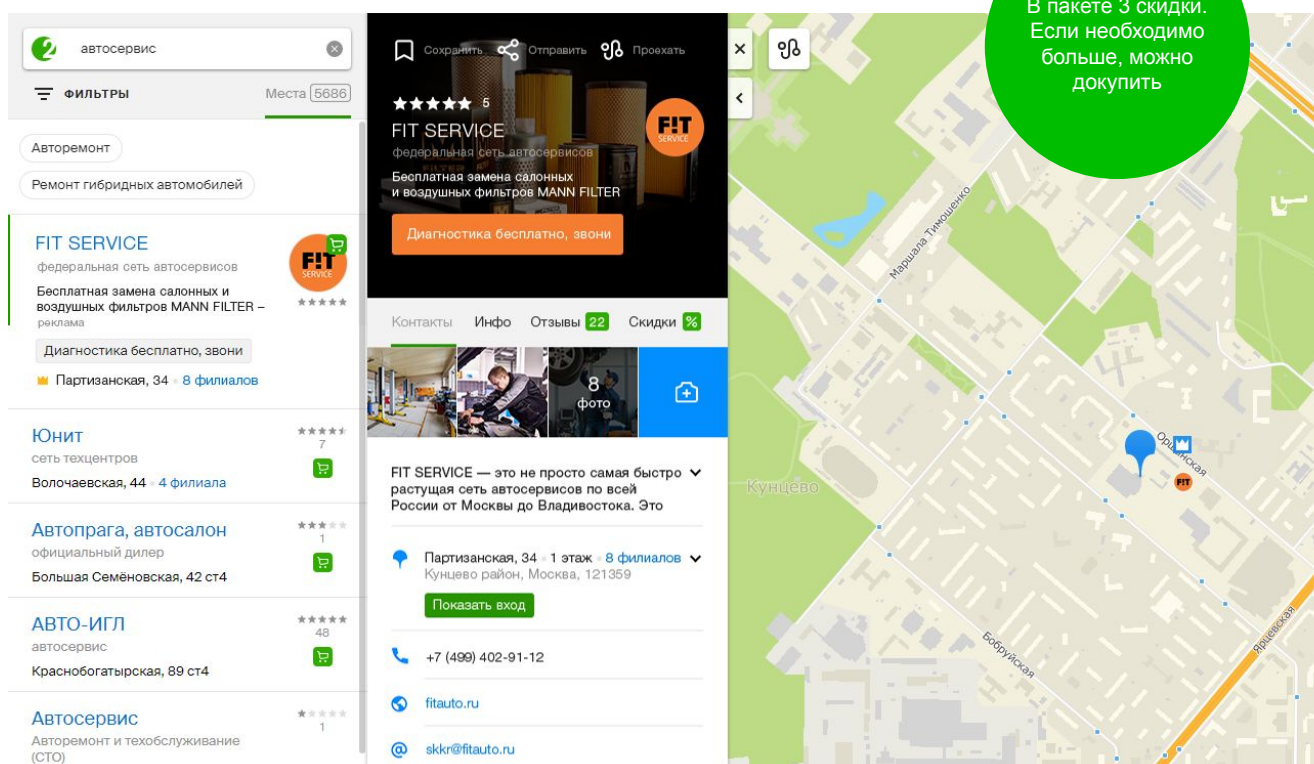 В пакете 3 скидки.
Если необходимо
больше, можно
докупить
2
автосервис
ФИЛЬТРЫ
Места 5686
Авторемонт
Ремонт гибридных автомобилей
FIT SERVICE
федеральная сеть автосервисов
Бесплатная замена салонных и
воздушных фильтров MANN FILTER –
реклама
Диагностика бесплатно, звони
Партизанская, 34 • 8 филиалов
F!T
SERVICE
Юнит
сеть техцентров
Волочаевская, 44 • 4 филиала
7
Автопрага, автосалон
официальный дилер
Большая Семёновская, 42 ст4
1
АВТО-ИГЛ
автосервис
Краснобогатырская, 89 ст4
48
Автосервис
Авторемонт и техобслуживание
(СТО)
1
Сохранить
Отправить
Проехать
5
FIT SERVICE
федеральная сеть автосервисов
Бесплатная замена салонных
и воздушных фильтров MANN FILTER
Диагностика бесплатно, звони
F!T
SERVICE
Контакты Инфо Отзывы 22 Скидки %
8
фото
FIT SERVICE — это не просто самая быстро
растущая сеть автосервисов по всей
России от Москвы до Владивостока. Это
Партизанская, 34 • 1 этаж • 8 филиалов
Кунцево район, Москва, 121359
Показать вход
+7 (499) 402-91-12
fitauto.ru
skkr@fitauto.ru
Маршала Тимошенко
Кунцево
Оршанская
F!T
Бобруйская
Ярцевская